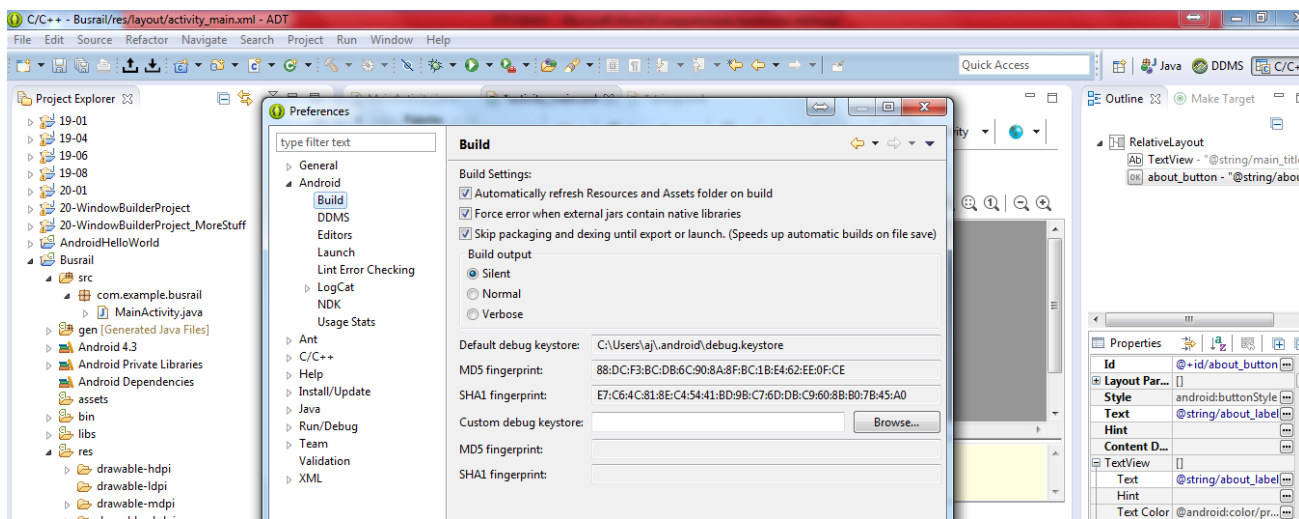 C/C++ - Busrail/res/layout/activity_main.xml - ADT
File Edit Source Refactor Navigate Search Project Run Window Help
Quick Access
Java DDMS C/C+
Project Explorer
19-01
19-04
19-06
19-08
20-01
20-WindowBuilderProject
20-WindowBuilderProject_MoreStuff
AndroidHelloWorld
Busrail
src
com.example.busrail
MainActivity.java
gen [Generated Java Files]
Android 4.3
Android Private Libraries
Android Dependencies
assets
bin
libs
res
drawable-hdpi
drawable-ldpi
drawable-mdpi
Preferences
type filter text
General
Android
Build
DDMS
Editors
Launch
Lint Error Checking
LogCat
NDK
Usage Stats
Ant
C/C++
Help
Install/Update
Java
Run/Debug
Team
Validation
XML
Build
Build Settings:
Automatically refresh Resources and Assets folder on build
Force error when external jars contain native libraries
Skip packaging and dexing until export or launch. (Speeds up automatic builds on file save)
Build output
Silent
Normal
Verbose
Default debug keystore: C:\Users\aj\.android\debug.keystore
MD5 fingerprint: 88:DC:F3:BC:DB:6C:90:8A:8F:BC:1B:E4:62:EE:0F:CE
SHA1 fingerprint: E7:C6:4C:81:8E:C4:54:41:BD:9B:C7:6D:DB:C9:60:8B:B0:7B:45:A0
Custom debug keystore: Browse...
MD5 fingerprint:
SHA1 fingerprint:
ity
Outline Make Target
RelativeLayout
Ab TextView - "@string/main_title
OK about_button - "@string/abou
Properties
Id @+id/about_button
Layout Par... []
Style android:buttonStyle
Text @string/about_label
Hint
Content D...
TextView []
Text @string/about_label
Hint
Text Color @android:color/pr...